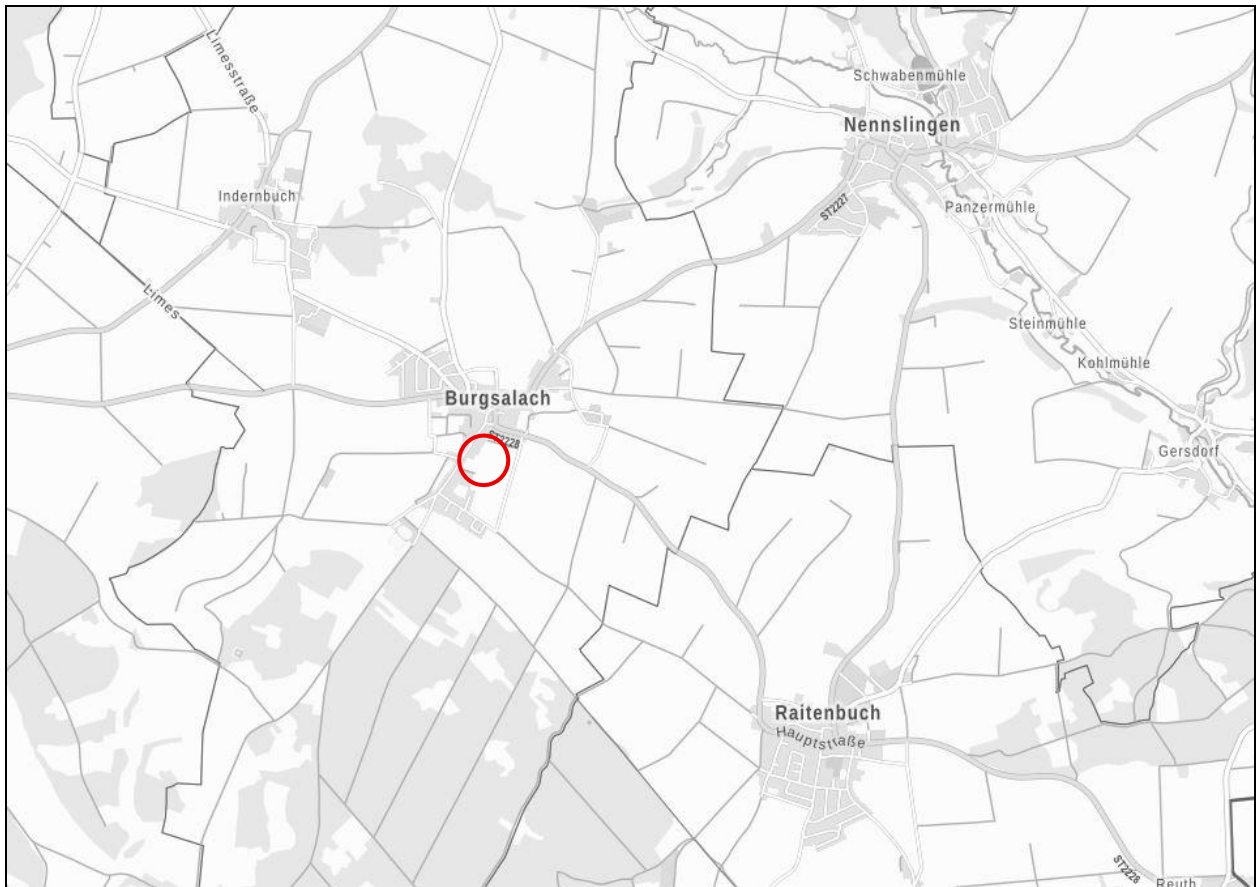 Limesstraße
Schwabenmühle
Nennslingen
Indernbuch
ST2227
Panzermühle
Limes
Steinmühle
Kohlmühle
Burgsalach
ST2228
Gersdorf
Raitenbuch
Hauptstraße
ST2228
Reuth